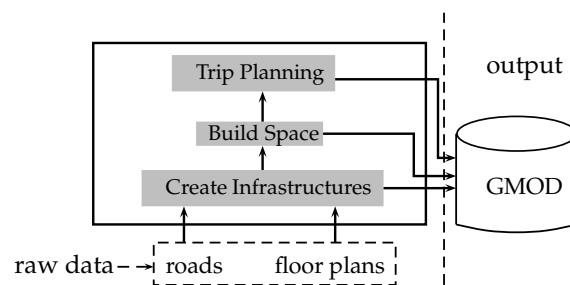 Trip Planning
output
Build Space
Create Infrastructures
GMOD
raw data
roads
floor plans